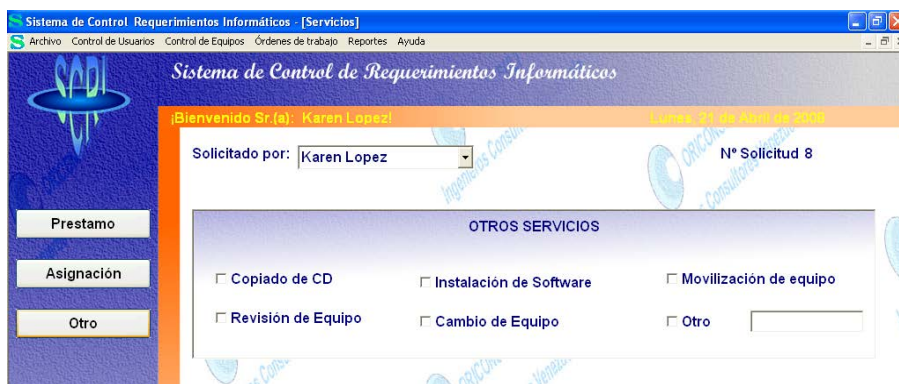 Sistema de Control Requerimientos Informáticos - [Servicios]
Archivo Control de Usuarios Control de Equipos Órdenes de trabajo Reportes Ayuda
SCRI
Sistema de Control de Requerimientos Informáticos
¡Bienvenido Sr.(a): Karen Lopez! Lunes, 21 de Abril de 2008
Solicitado por: Karen Lopez N° Solicitud 8
Prestamo
OTROS SERVICIOS
Asignación
Copiado de CD Instalación de Software Movilización de equipo
Otro
Revisión de Equipo Cambio de Equipo Otro